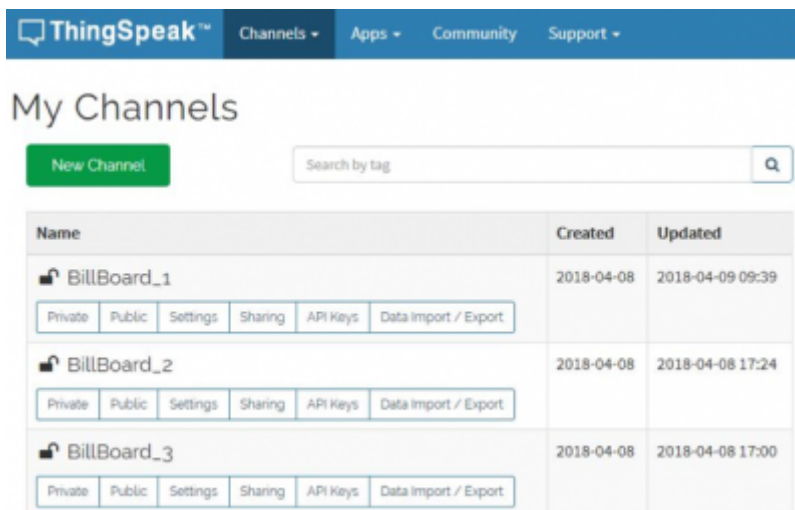 ThingSpeak™ Channels Apps Community Support
My Channels
New Channel Search by tag
Name Created Updated
BillBoard_1 2018-04-08 2018-04-09 09:39
Private Public Settings Sharing API Keys Data Import / Export
BillBoard_2 2018-04-08 2018-04-08 17:24
Private Public Settings Sharing API Keys Data Import / Export
BillBoard_3 2018-04-08 2018-04-08 17:00
Private Public Settings Sharing API Keys Data Import / Export